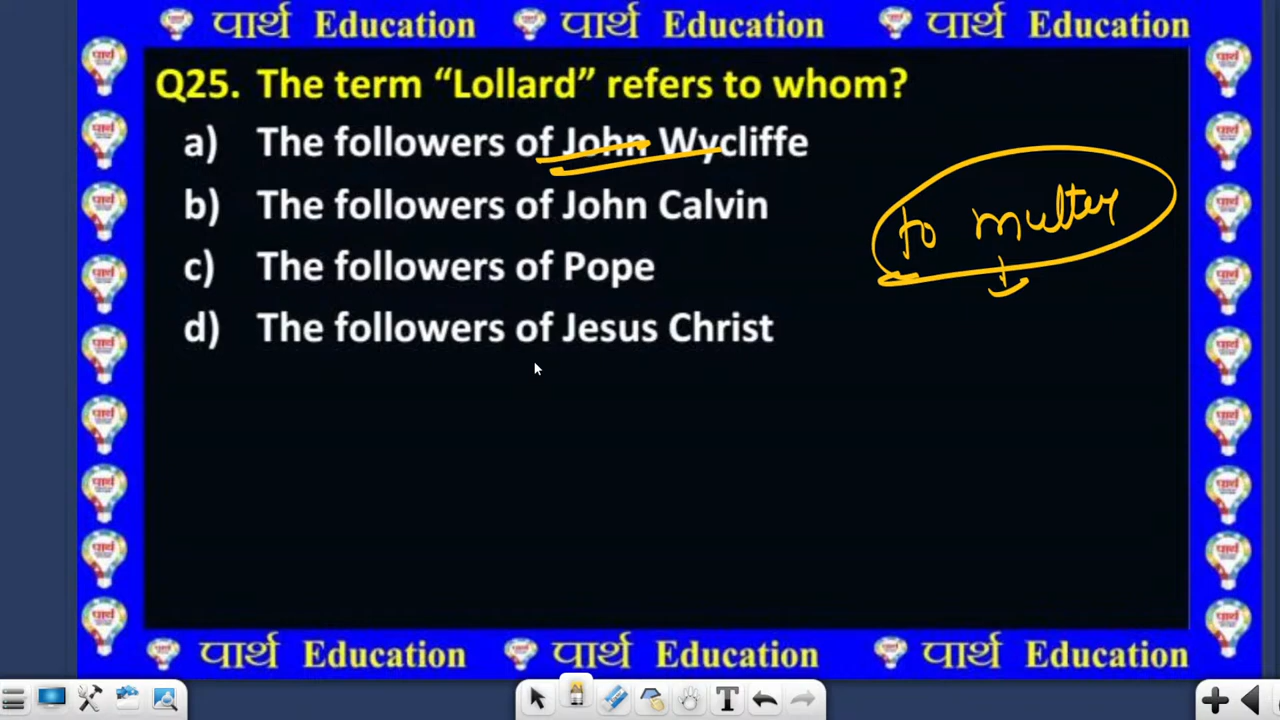 पार्थ Education पार्थ Education पार्थ Education
Q25. The term “Lollard” refers to whom?
a) The followers of John Wycliffe
b) The followers of John Calvin
c) The followers of Pope
d) The followers of Jesus Christ
to multer
पार्थ Education पार्थ Education पार्थ Education